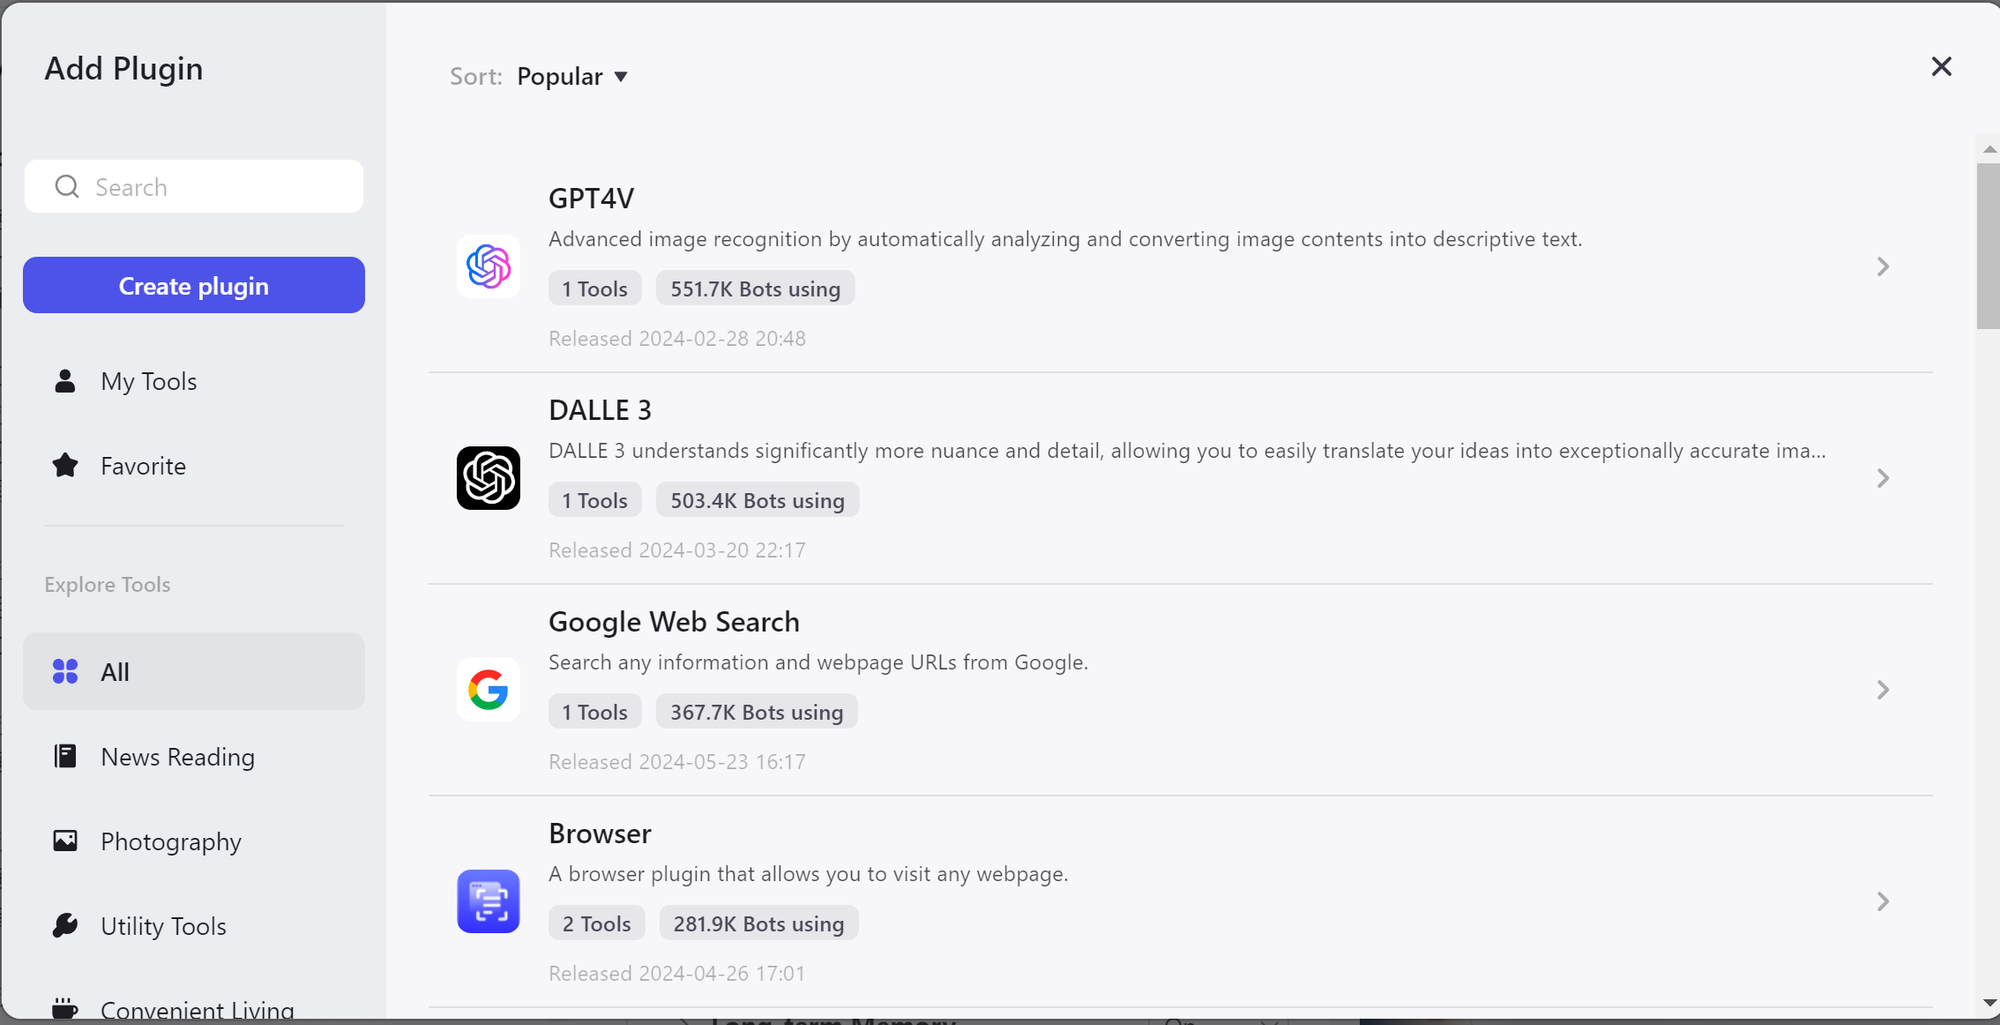 Add Plugin
Search
Create plugin
My Tools
Favorite
Explore Tools
All
News Reading
Photography
Utility Tools
Convenient Living
Sort: Popular
GPT4V
Advanced image recognition by automatically analyzing and converting image contents into descriptive text.
1 Tools 551.7K Bots using
Released 2024-02-28 20:48
DALLE 3
DALLE 3 understands significantly more nuance and detail, allowing you to easily translate your ideas into exceptionally accurate ima...
1 Tools 503.4K Bots using
Released 2024-03-20 22:17
Google Web Search
Search any information and webpage URLs from Google.
1 Tools 367.7K Bots using
Released 2024-05-23 16:17
Browser
A browser plugin that allows you to visit any webpage.
2 Tools 281.9K Bots using
Released 2024-04-26 17:01
Long-term Memory On